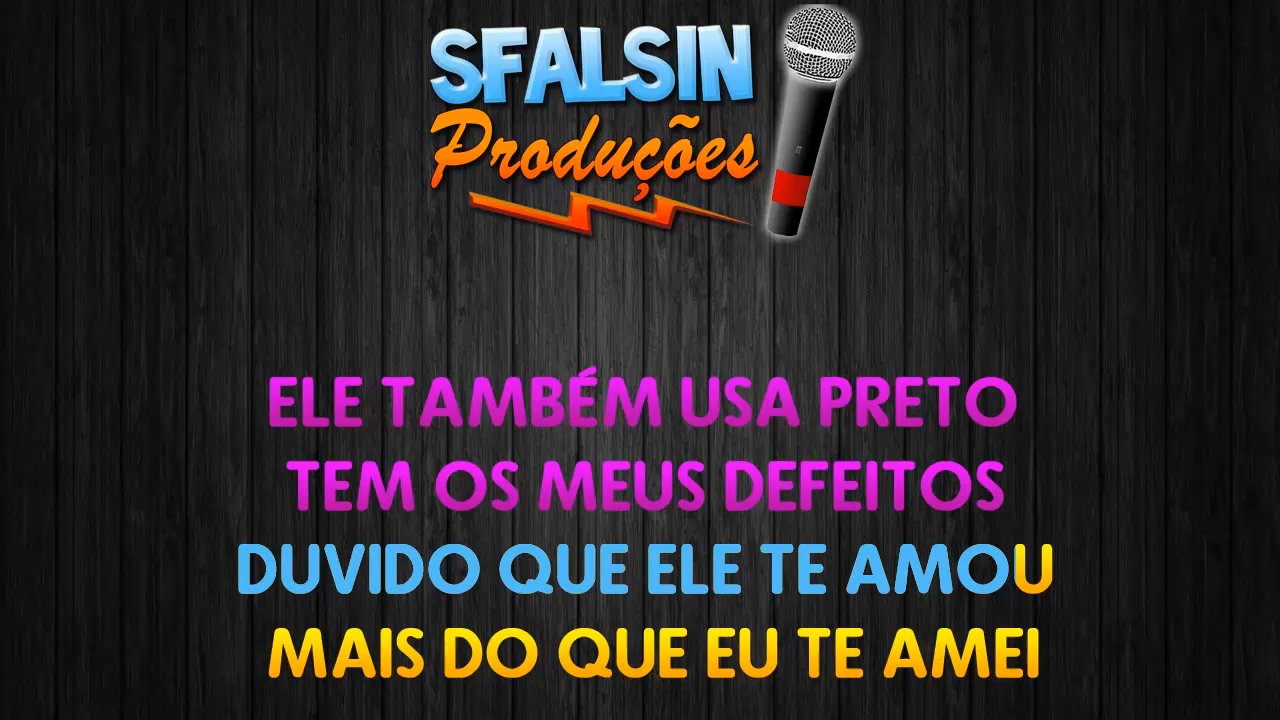 SFALSIN
Produções
ELE TAMBÉM USA PRETO
TEM OS MEUS DEFEITOS
DUVIDO QUE ELE TE AMOU
MAIS DO QUE EU TE AMEI